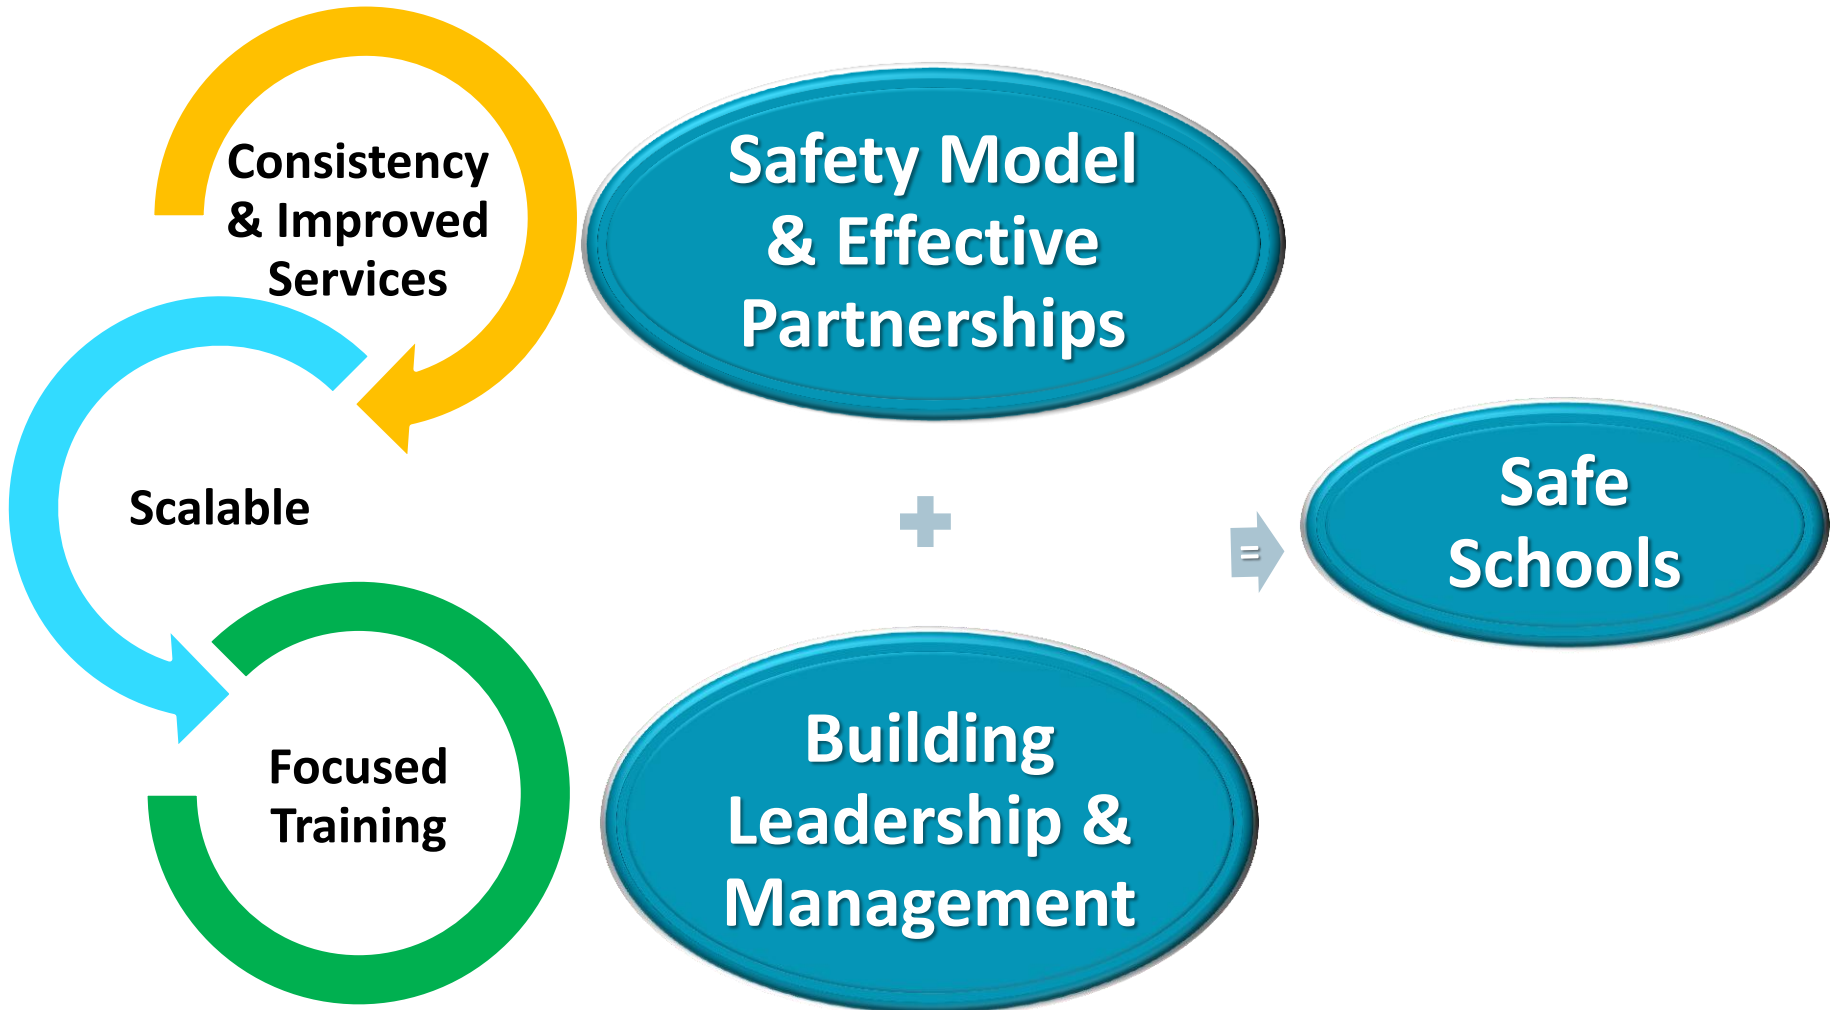 Consistency
& Improved
Services
Scalable
Focused
Training
Safety Model
& Effective
Partnerships
+
Building
Leadership &
Management
=
Safe
Schools